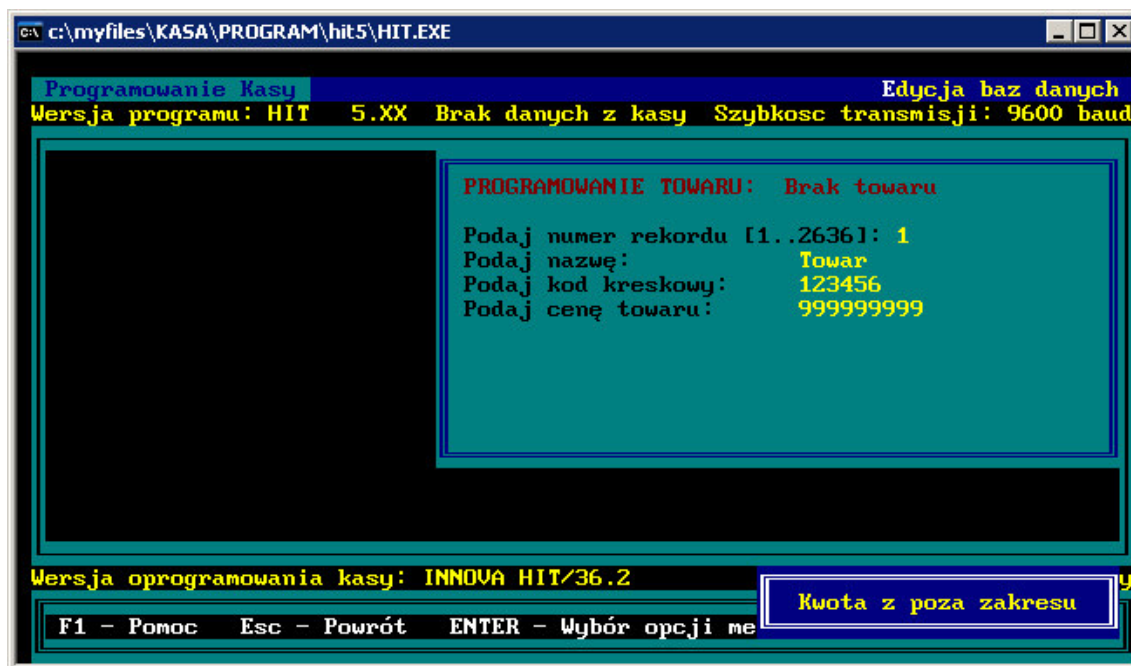 c:\myfiles\KASA\PROGRAM\hit5\HIT.EXE
Programowanie Kasy Edycja baz danych
Wersja programu: HIT 5.XX Brak danych z kasy Szybkosc transmisji: 9600 baud
PROGRAMOWANIE TOWARU: Brak towaru
Podaj numer rekordu [1..2636]: 1
Podaj nazwę: Towar
Podaj kod kreskowy: 123456
Podaj cenę towaru: 999999999
Wersja oprogramowania kasy: INNOVA HIT/36.2 y
Kwota z poza zakresu
F1 - Pomoc Esc - Powrót ENTER - Wybór opcji me